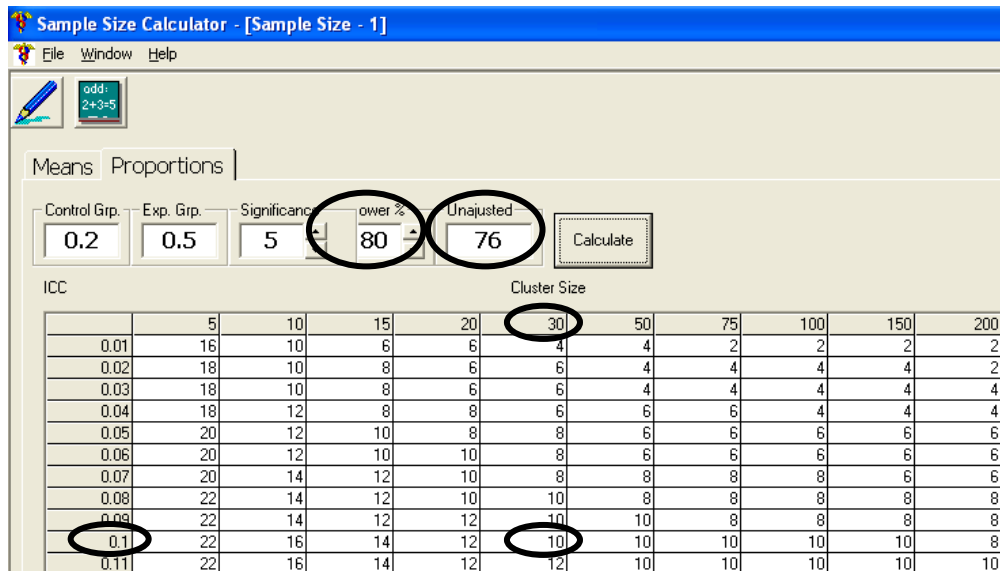 Sample Size Calculator - [Sample Size - 1]
File Window Help
add:
2+3=5
Means Proportions
Control Grp. Exp. Grp. Significance ower % Unajusted
0.2 0.5 5 80 76 Calculate
ICC Cluster Size
5 10 15 20 30 50 75 100 150 200
0.01 16 10 6 6 4 4 2 2 2 2
0.02 18 10 8 6 6 4 4 4 4 2
0.03 18 10 8 6 6 4 4 4 4 4
0.04 18 12 8 8 6 6 6 4 4 4
0.05 20 12 10 8 8 6 6 6 6 6
0.06 20 12 10 10 8 6 6 6 6 6
0.07 20 14 12 10 8 8 8 8 6 6
0.08 22 14 12 10 10 8 8 8 8 8
0.09 22 14 12 12 10 10 8 8 8 8
0.1 22 16 14 12 10 10 10 10 10 8
0.11 22 16 14 12 12 10 10 10 10 10